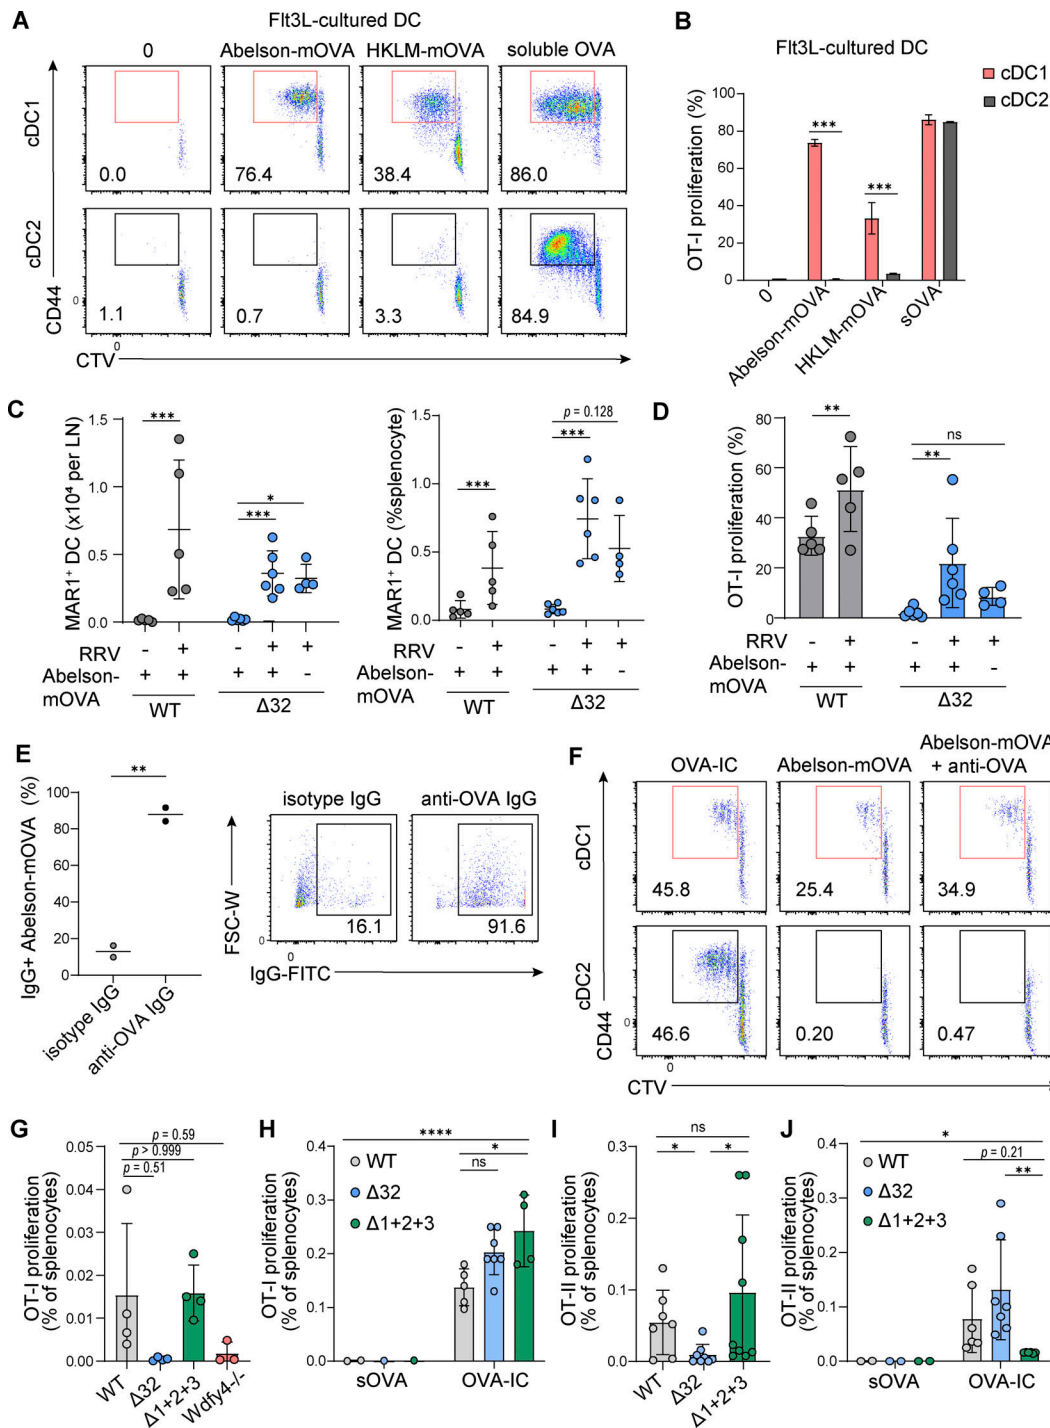 A
Flt3L-cultured DC
0
Abelson-mOVA
HKLM-mOVA
soluble OVA
cDC1
0.0
76.4
38.4
86.0
cDC2
1.1
0.7
3.3
84.9
CD44
0
0
CTV
B
Flt3L-cultured DC
cDC1
cDC2
OT-I proliferation (%)
100
80
60
40
20
0
***
***
0
Abelson-mOVA
HKLM-mOVA
sOVA
C
MAR1⁺ DC (x10⁴ per LN)
1.5
1.0
0.5
0.0
***
***
*
RRV
- + - + +
Abelson-mOVA
+ + + + -
WT
Δ32
MAR1⁺ DC (%splenocyte)
1.5
1.0
0.5
0.0
***
***
p = 0.128
RRV
- + - + +
Abelson-mOVA
+ + + + -
WT
Δ32
D
OT-I proliferation (%)
80
60
40
20
0
**
**
ns
RRV
- + - + +
Abelson-mOVA
+ + + + -
WT
Δ32
E
IgG+ Abelson-mOVA (%)
100
80
60
40
20
0
**
isotype IgG
anti-OVA IgG
isotype IgG
anti-OVA IgG
FSC-W
16.1
91.6
0
0
IgG-FITC
F
OVA-IC
Abelson-mOVA
Abelson-mOVA
+ anti-OVA
cDC1
45.8
25.4
34.9
cDC2
46.6
0.20
0.47
CD44
0
0
CTV
G
OT-I proliferation
(% of splenocytes)
0.05
0.04
0.03
0.02
0.01
0.00
p = 0.59
p > 0.999
p = 0.51
WT
Δ32
Δ1+2+3
Wdfy4-/-
H
OT-I proliferation
(% of splenocytes)
0.4
0.3
0.2
0.1
0.0
WT
Δ32
Δ1+2+3
****
*
ns
sOVA
OVA-IC
I
OT-II proliferation
(% of splenocytes)
0.3
0.2
0.1
0.0
ns
*
*
WT
Δ32
Δ1+2+3
J
OT-II proliferation
(% of splenocytes)
0.4
0.3
0.2
0.1
0.0
WT
Δ32
Δ1+2+3
*
p = 0.21
**
sOVA
OVA-IC